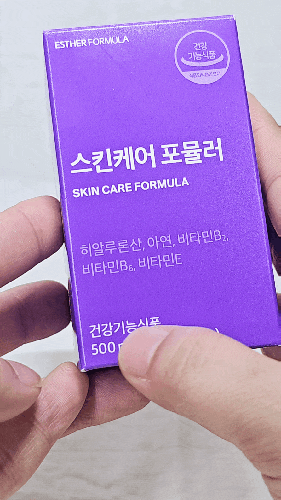 ESTHER FORMULA
건강
기능식품
스킨케어 포뮬러
SKIN CARE FORMULA
히알루론산, 아연, 비타민B₂,
비타민B₆, 비타민E
건강기능식품
500